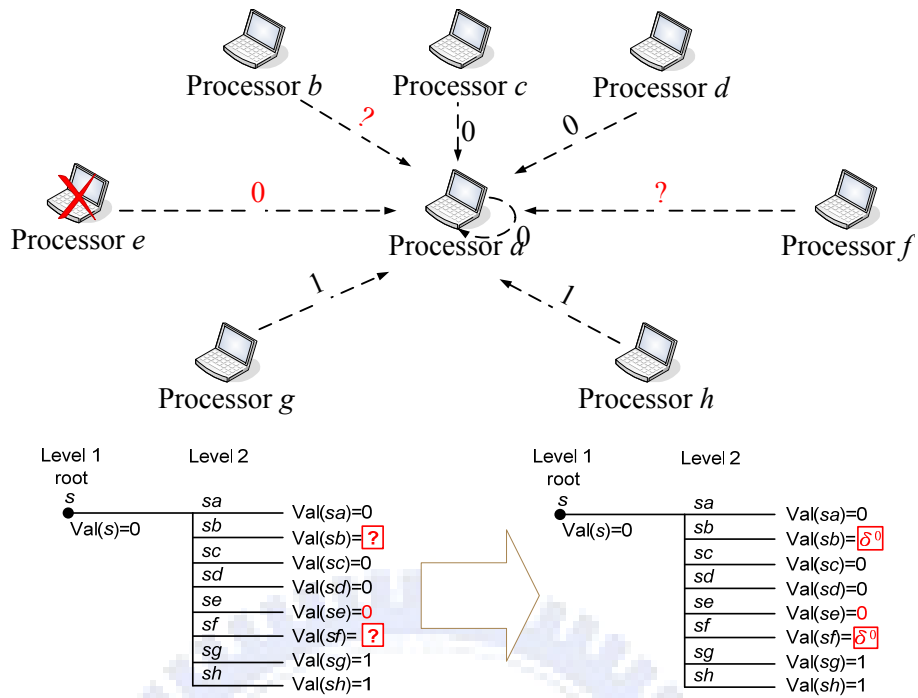 Processor b
Processor c
Processor d
?
0
0
0
?
0
Processor e
Processor a
Processor f
1
1
Processor g
Processor h
Level 1
Level 2
root
s
Val(s)=0
sa
Val(sa)=0
sb
Val(sb)=?
sc
Val(sc)=0
sd
Val(sd)=0
se
Val(se)=0
sf
Val(sf)= ?
sg
Val(sg)=1
sh
Val(sh)=1
Level 1
Level 2
root
s
Val(s)=0
sa
Val(sa)=0
sb
Val(sb)=δ⁰
sc
Val(sc)=0
sd
Val(sd)=0
se
Val(se)=0
sf
Val(sf)=δ⁰
sg
Val(sg)=1
sh
Val(sh)=1